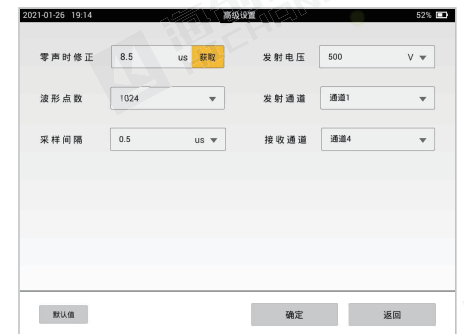 2021-01-26 19:14 高级设置 52%
零声时修正 8.5 us 获取 发射电压 500 V
波形点数 1024 发射通道 通道1
采样间隔 0.5 us 接收通道 通道4
默认值 确定 返回